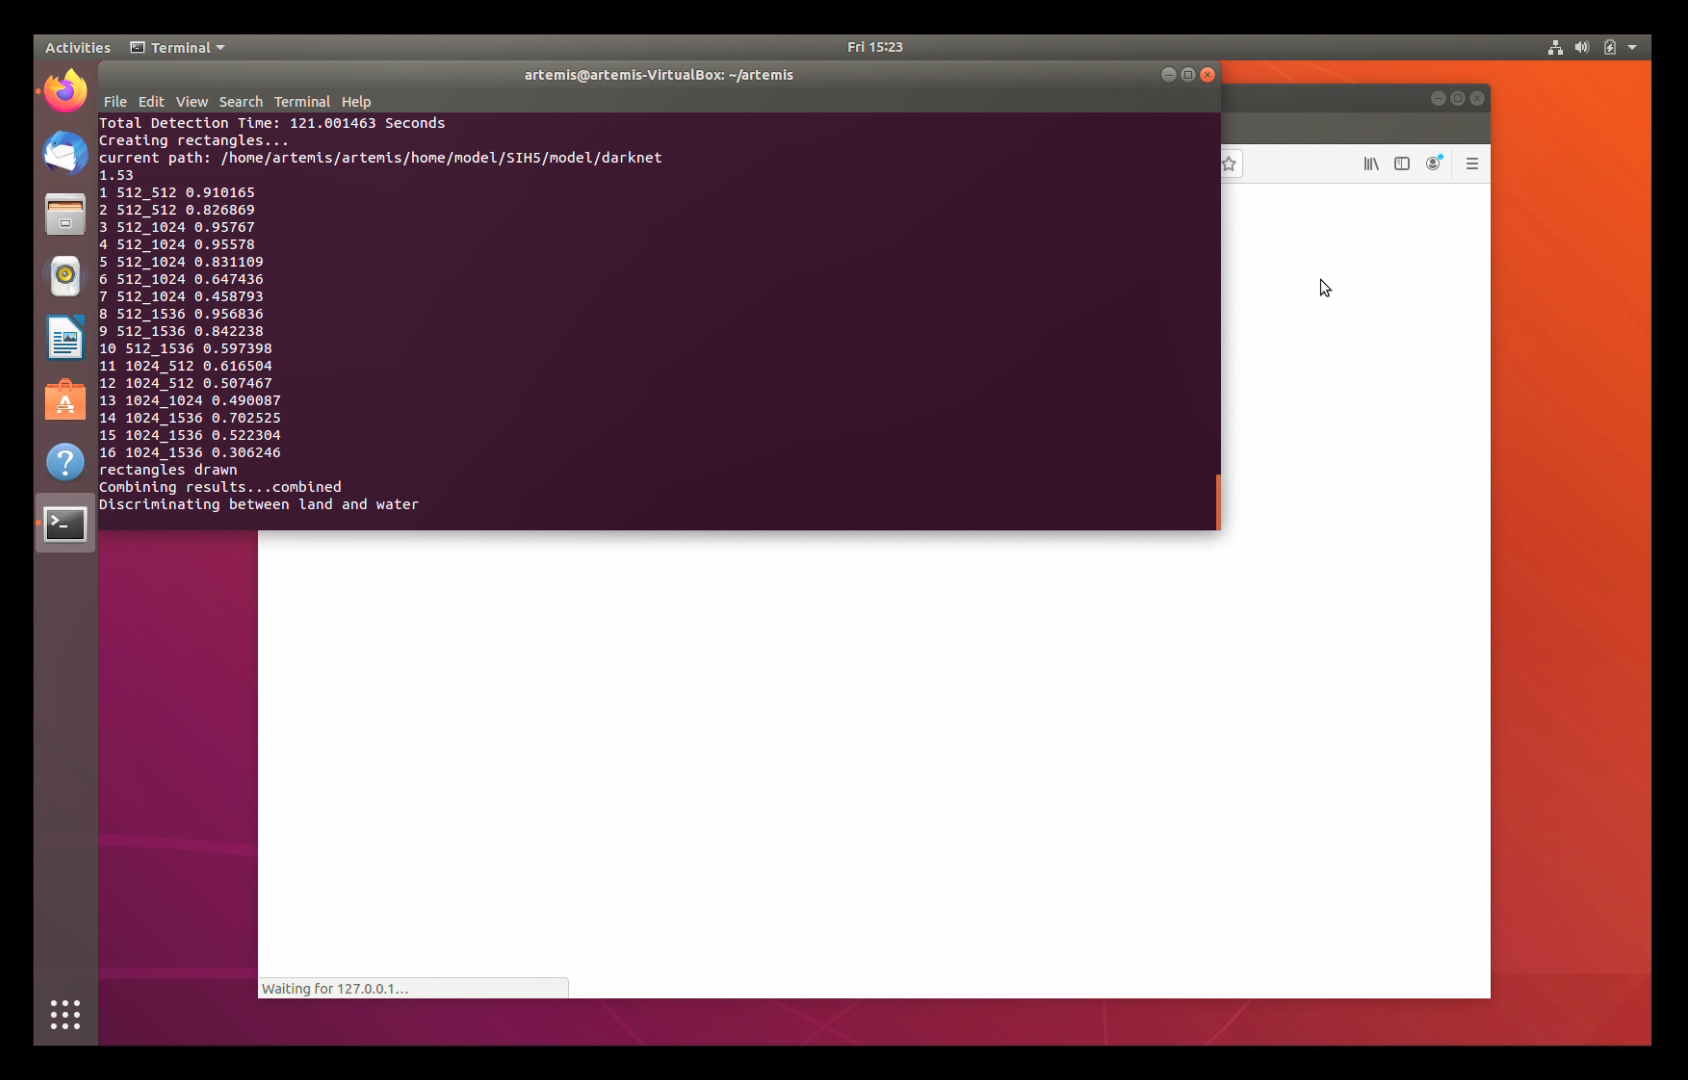 Activities Terminal Fri 15:23
artemis@artemis-VirtualBox: ~/artemis
File Edit View Search Terminal Help
Total Detection Time: 121.001463 Seconds
Creating rectangles...
current path: /home/artemis/artemis/home/model/SIH5/model/darknet
1.53
1 512_512 0.910165
2 512_512 0.826869
3 512_1024 0.95767
4 512_1024 0.95578
5 512_1024 0.831109
6 512_1024 0.647436
7 512_1024 0.458793
8 512_1536 0.956836
9 512_1536 0.842238
10 512_1536 0.597398
11 1024_512 0.616504
12 1024_512 0.507467
13 1024_1024 0.490087
14 1024_1536 0.702525
15 1024_1536 0.522304
16 1024_1536 0.306246
rectangles drawn
Combining results...combined
Discriminating between land and water
Waiting for 127.0.0.1...